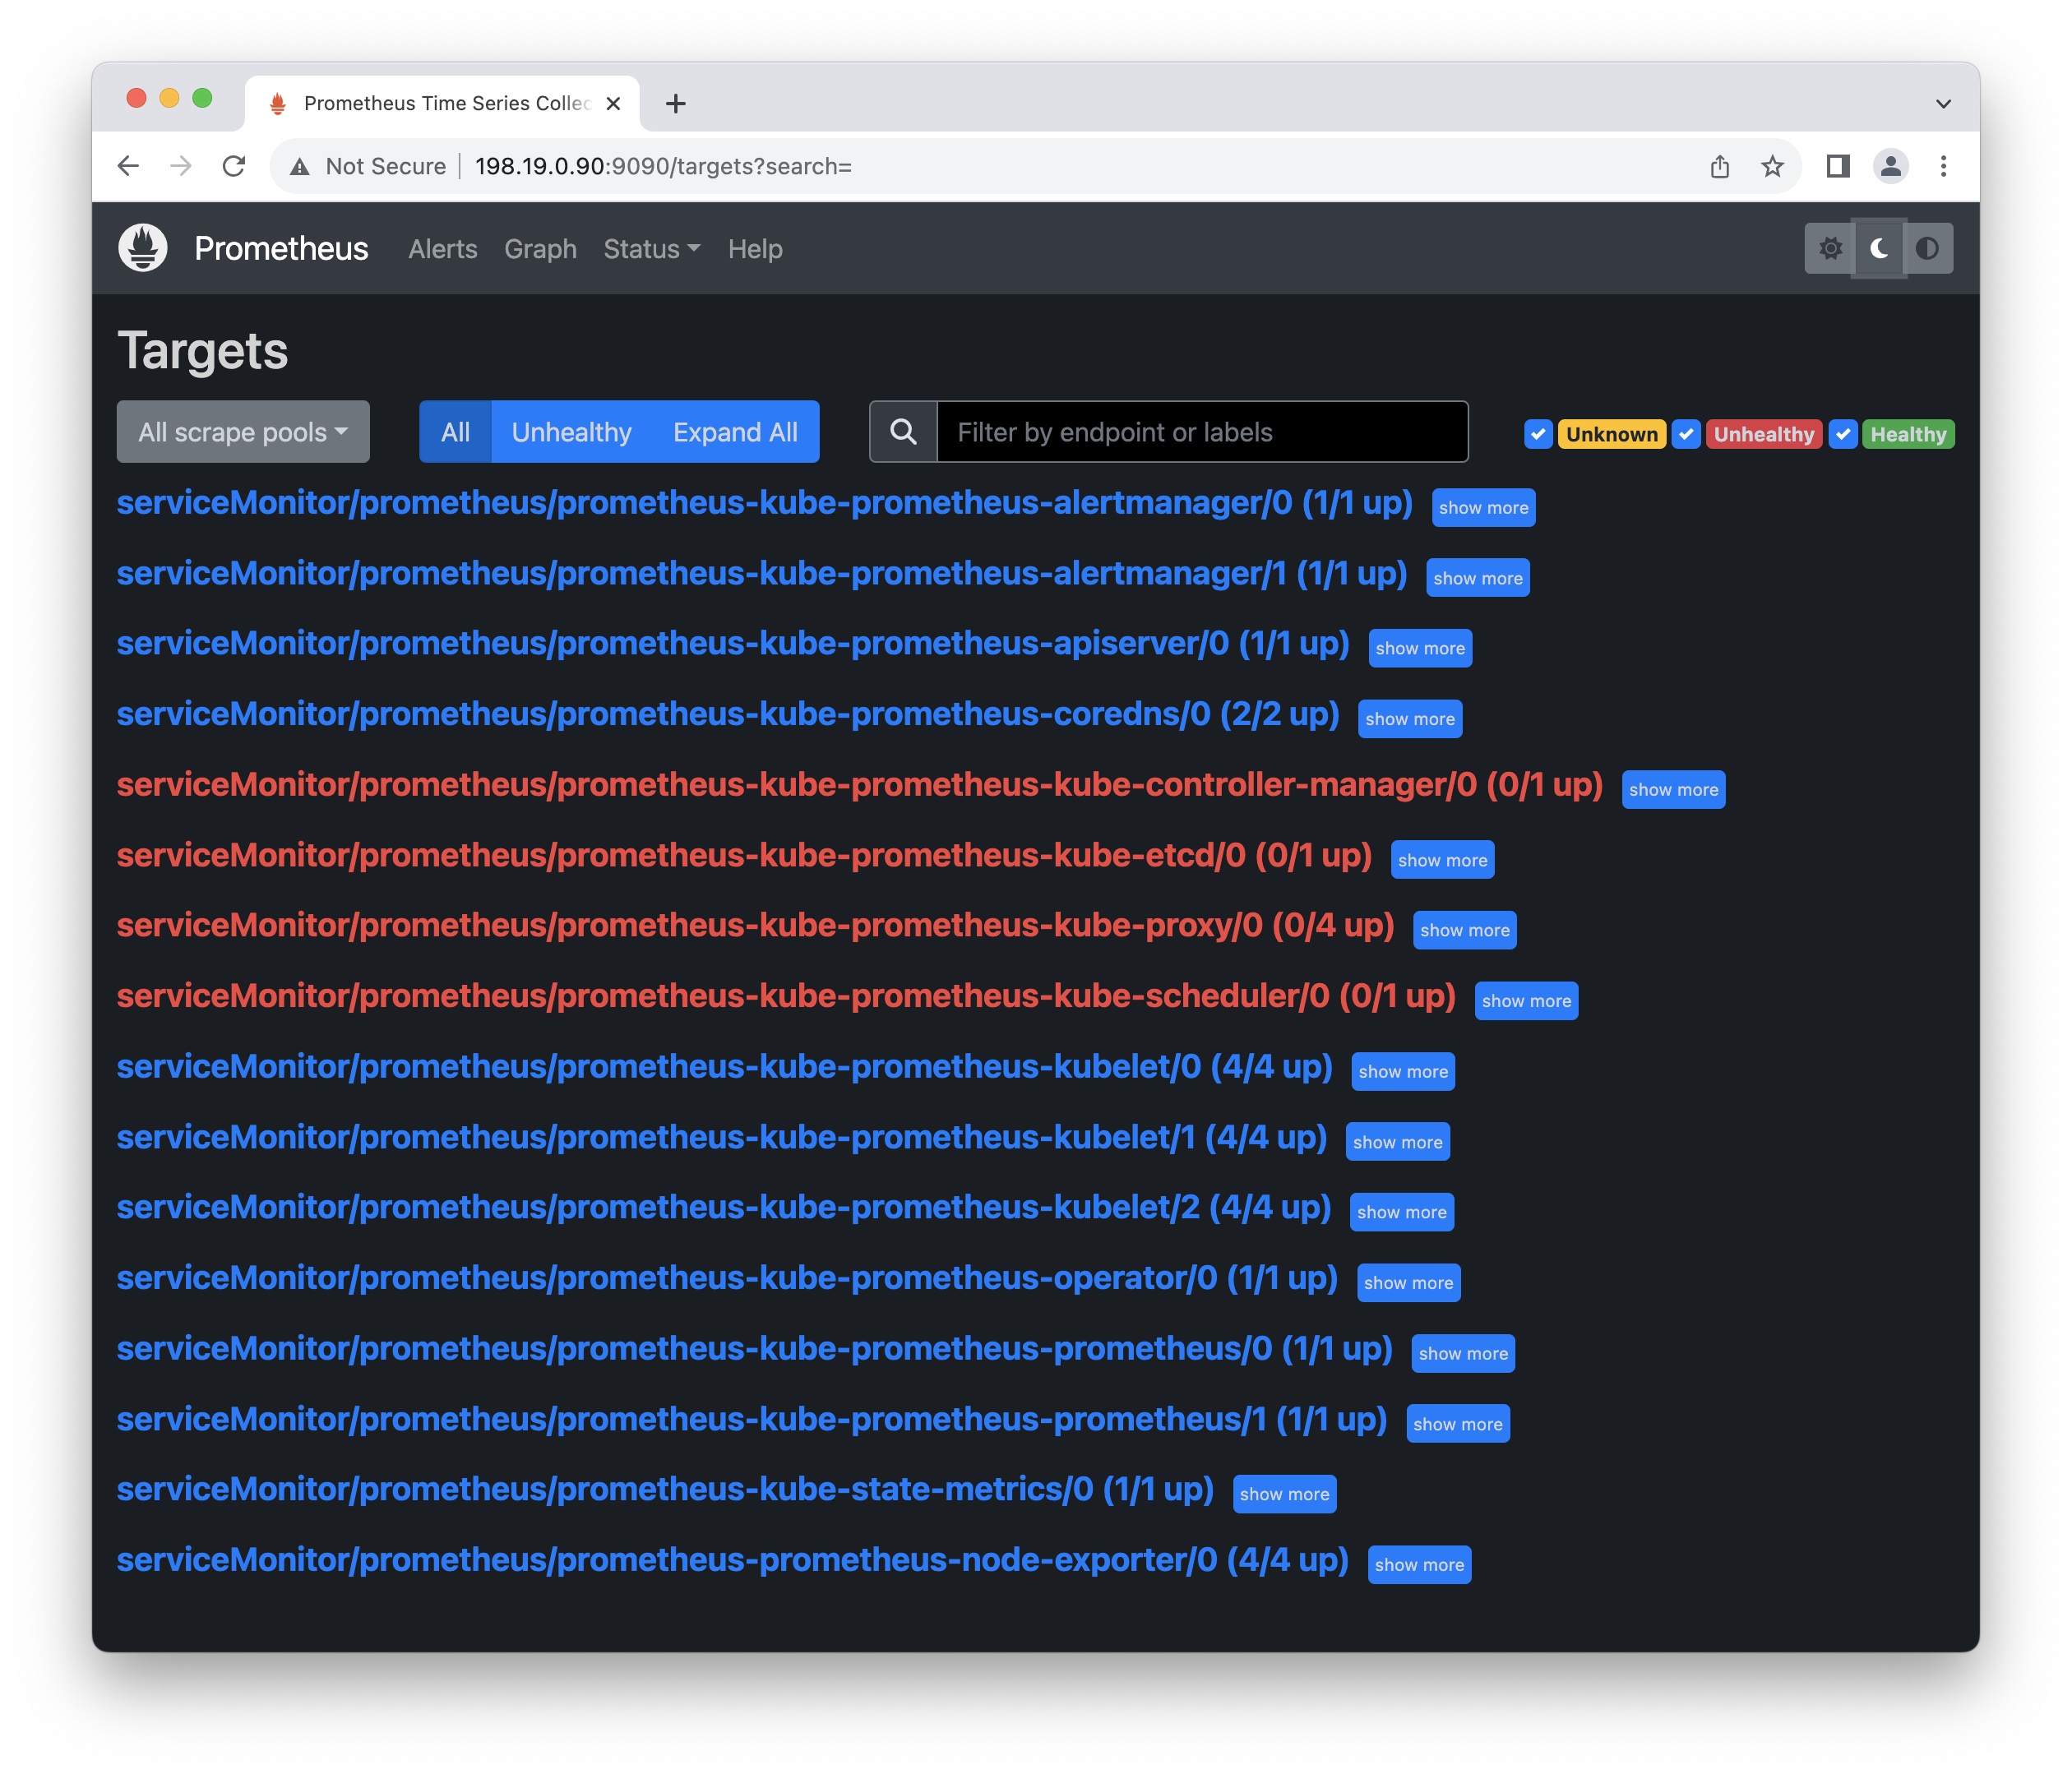 Prometheus Time Series Collec
Not Secure 198.19.0.90:9090/targets?search=
Prometheus Alerts Graph Status Help
Targets
All scrape pools All Unhealthy Expand All Filter by endpoint or labels Unknown Unhealthy Healthy
serviceMonitor/prometheus/prometheus-kube-prometheus-alertmanager/0 (1/1 up) show more
serviceMonitor/prometheus/prometheus-kube-prometheus-alertmanager/1 (1/1 up) show more
serviceMonitor/prometheus/prometheus-kube-prometheus-apiserver/0 (1/1 up) show more
serviceMonitor/prometheus/prometheus-kube-prometheus-coredns/0 (2/2 up) show more
serviceMonitor/prometheus/prometheus-kube-prometheus-kube-controller-manager/0 (0/1 up) show more
serviceMonitor/prometheus/prometheus-kube-prometheus-kube-etcd/0 (0/1 up) show more
serviceMonitor/prometheus/prometheus-kube-prometheus-kube-proxy/0 (0/4 up) show more
serviceMonitor/prometheus/prometheus-kube-prometheus-kube-scheduler/0 (0/1 up) show more
serviceMonitor/prometheus/prometheus-kube-prometheus-kubelet/0 (4/4 up) show more
serviceMonitor/prometheus/prometheus-kube-prometheus-kubelet/1 (4/4 up) show more
serviceMonitor/prometheus/prometheus-kube-prometheus-kubelet/2 (4/4 up) show more
serviceMonitor/prometheus/prometheus-kube-prometheus-operator/0 (1/1 up) show more
serviceMonitor/prometheus/prometheus-kube-prometheus-prometheus/0 (1/1 up) show more
serviceMonitor/prometheus/prometheus-kube-prometheus-prometheus/1 (1/1 up) show more
serviceMonitor/prometheus/prometheus-kube-state-metrics/0 (1/1 up) show more
serviceMonitor/prometheus/prometheus-prometheus-node-exporter/0 (4/4 up) show more